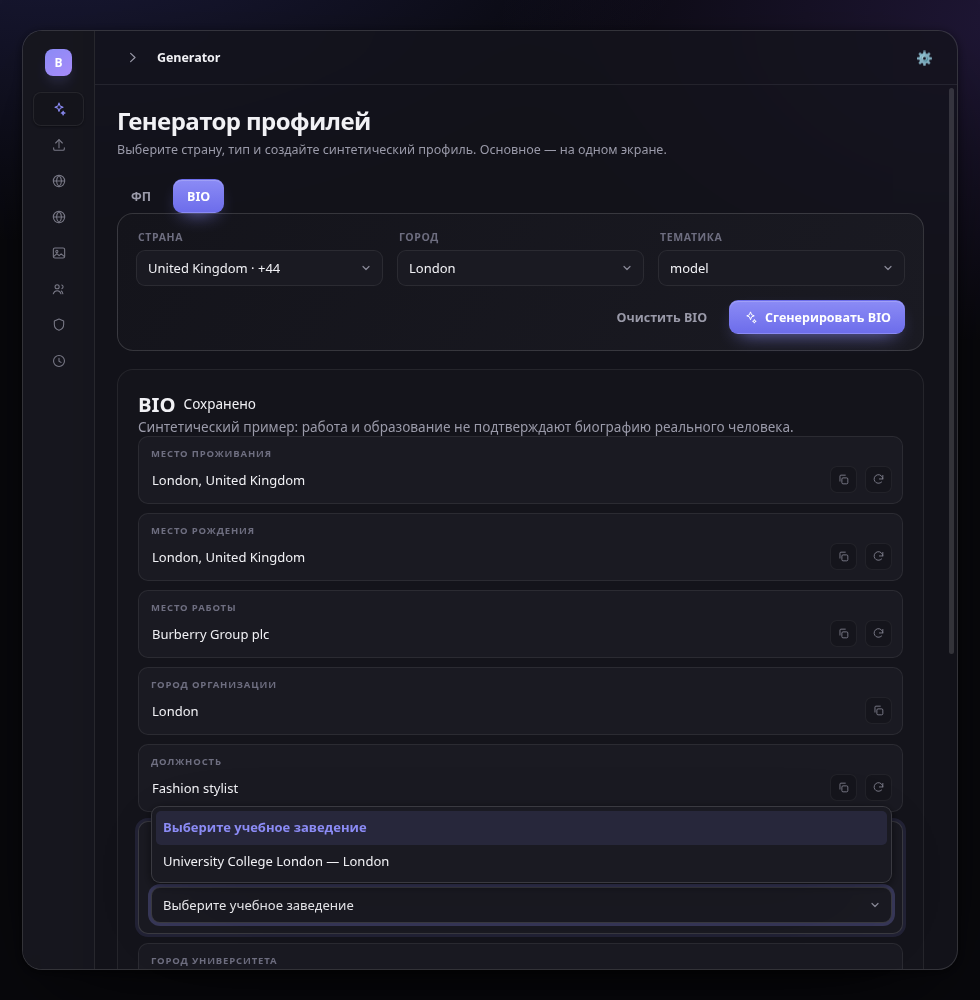 B
Generator
Генератор профилей
Выберите страну, тип и создайте синтетический профиль. Основное — на одном экране.
ФП
BIO
СТРАНА
ГОРОД
ТЕМАТИКА
United Kingdom · +44
London
model
Очистить BIO
Сгенерировать BIO
BIO Сохранено
Синтетический пример: работа и образование не подтверждают биографию реального человека.
МЕСТО ПРОЖИВАНИЯ
London, United Kingdom
МЕСТО РОЖДЕНИЯ
London, United Kingdom
МЕСТО РАБОТЫ
Burberry Group plc
ГОРОД ОРГАНИЗАЦИИ
London
ДОЛЖНОСТЬ
Fashion stylist
Выберите учебное заведение
University College London — London
Выберите учебное заведение
ГОРОД УНИВЕРСИТЕТА